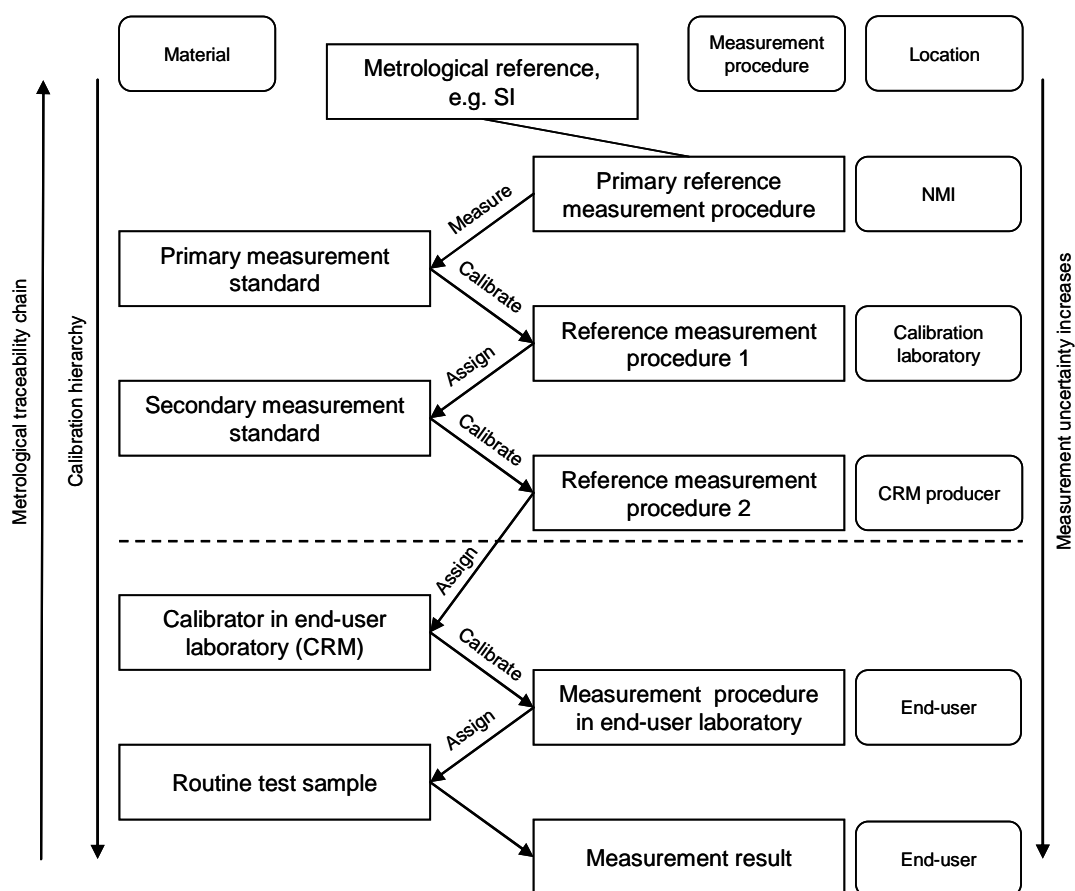 Material
Metrological reference,
e.g. SI
Measurement
procedure
Location
Primary reference
measurement procedure
NMI
Measure
Primary measurement
standard
Calibrate
Reference measurement
procedure 1
Calibration
laboratory
Assign
Secondary measurement
standard
Calibrate
Reference measurement
procedure 2
CRM producer
Assign
Calibrator in end-user
laboratory (CRM)
Calibrate
Measurement procedure
in end-user laboratory
End-user
Assign
Routine test sample
Measurement result
End-user
Metrological traceability chain
Calibration hierarchy
Measurement uncertainty increases